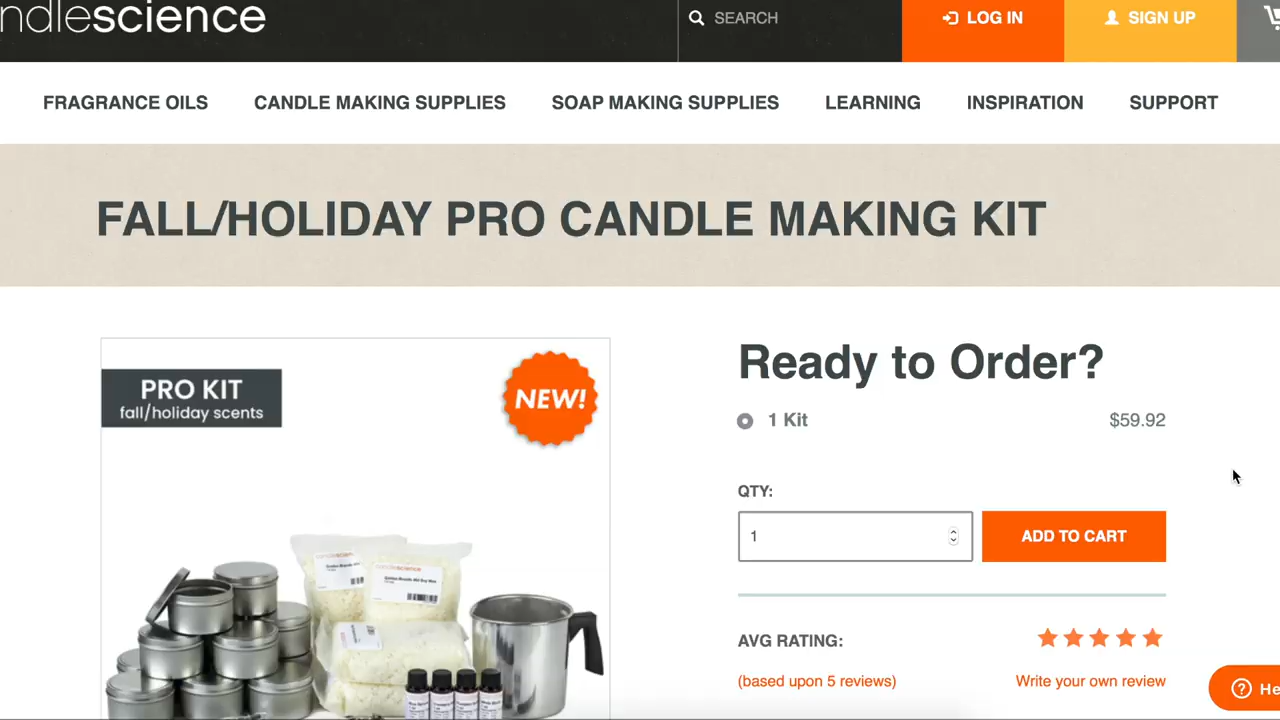 ndlescience
SEARCH
LOG IN
SIGN UP
FRAGRANCE OILS
CANDLE MAKING SUPPLIES
SOAP MAKING SUPPLIES
LEARNING
INSPIRATION
SUPPORT
FALL/HOLIDAY PRO CANDLE MAKING KIT
PRO KIT
fall/holiday scents
NEW!
Ready to Order?
1 Kit
$59.92
QTY:
1
ADD TO CART
AVG RATING:
(based upon 5 reviews)
Write your own review
He